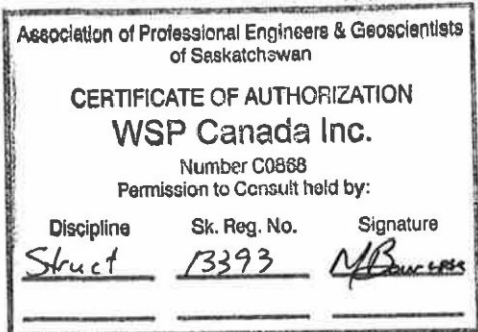 Association of Professional Engineers & Geoscientists
of Saskatchewan
CERTIFICATE OF AUTHORIZATION
WSP Canada Inc.
Number C0868
Permission to Consult held by:
Discipline Sk. Reg. No. Signature
Struct 13393